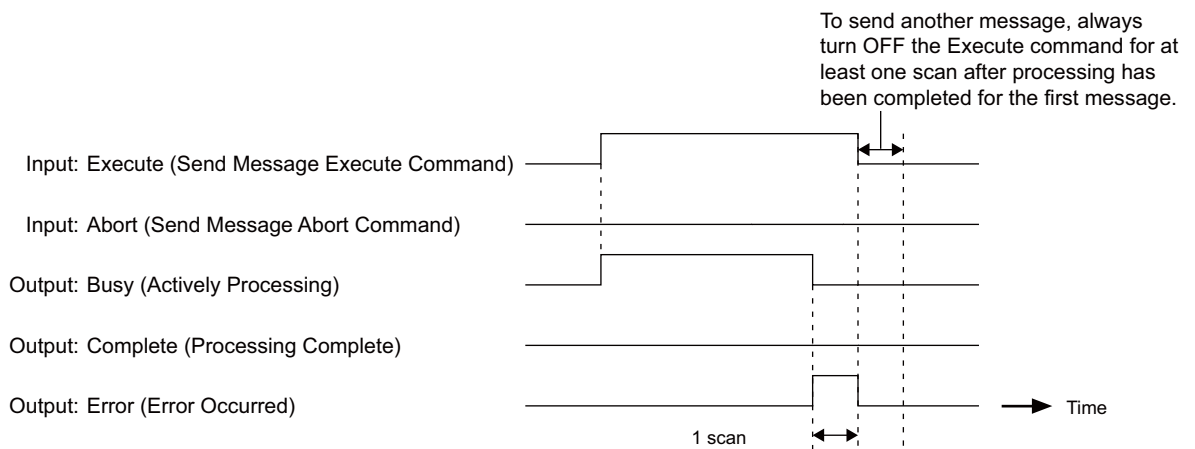 To send another message, always
turn OFF the Execute command for at
least one scan after processing has
been completed for the first message.
Input: Execute (Send Message Execute Command)
Input: Abort (Send Message Abort Command)
Output: Busy (Actively Processing)
Output: Complete (Processing Complete)
Output: Error (Error Occurred)
Time
1 scan